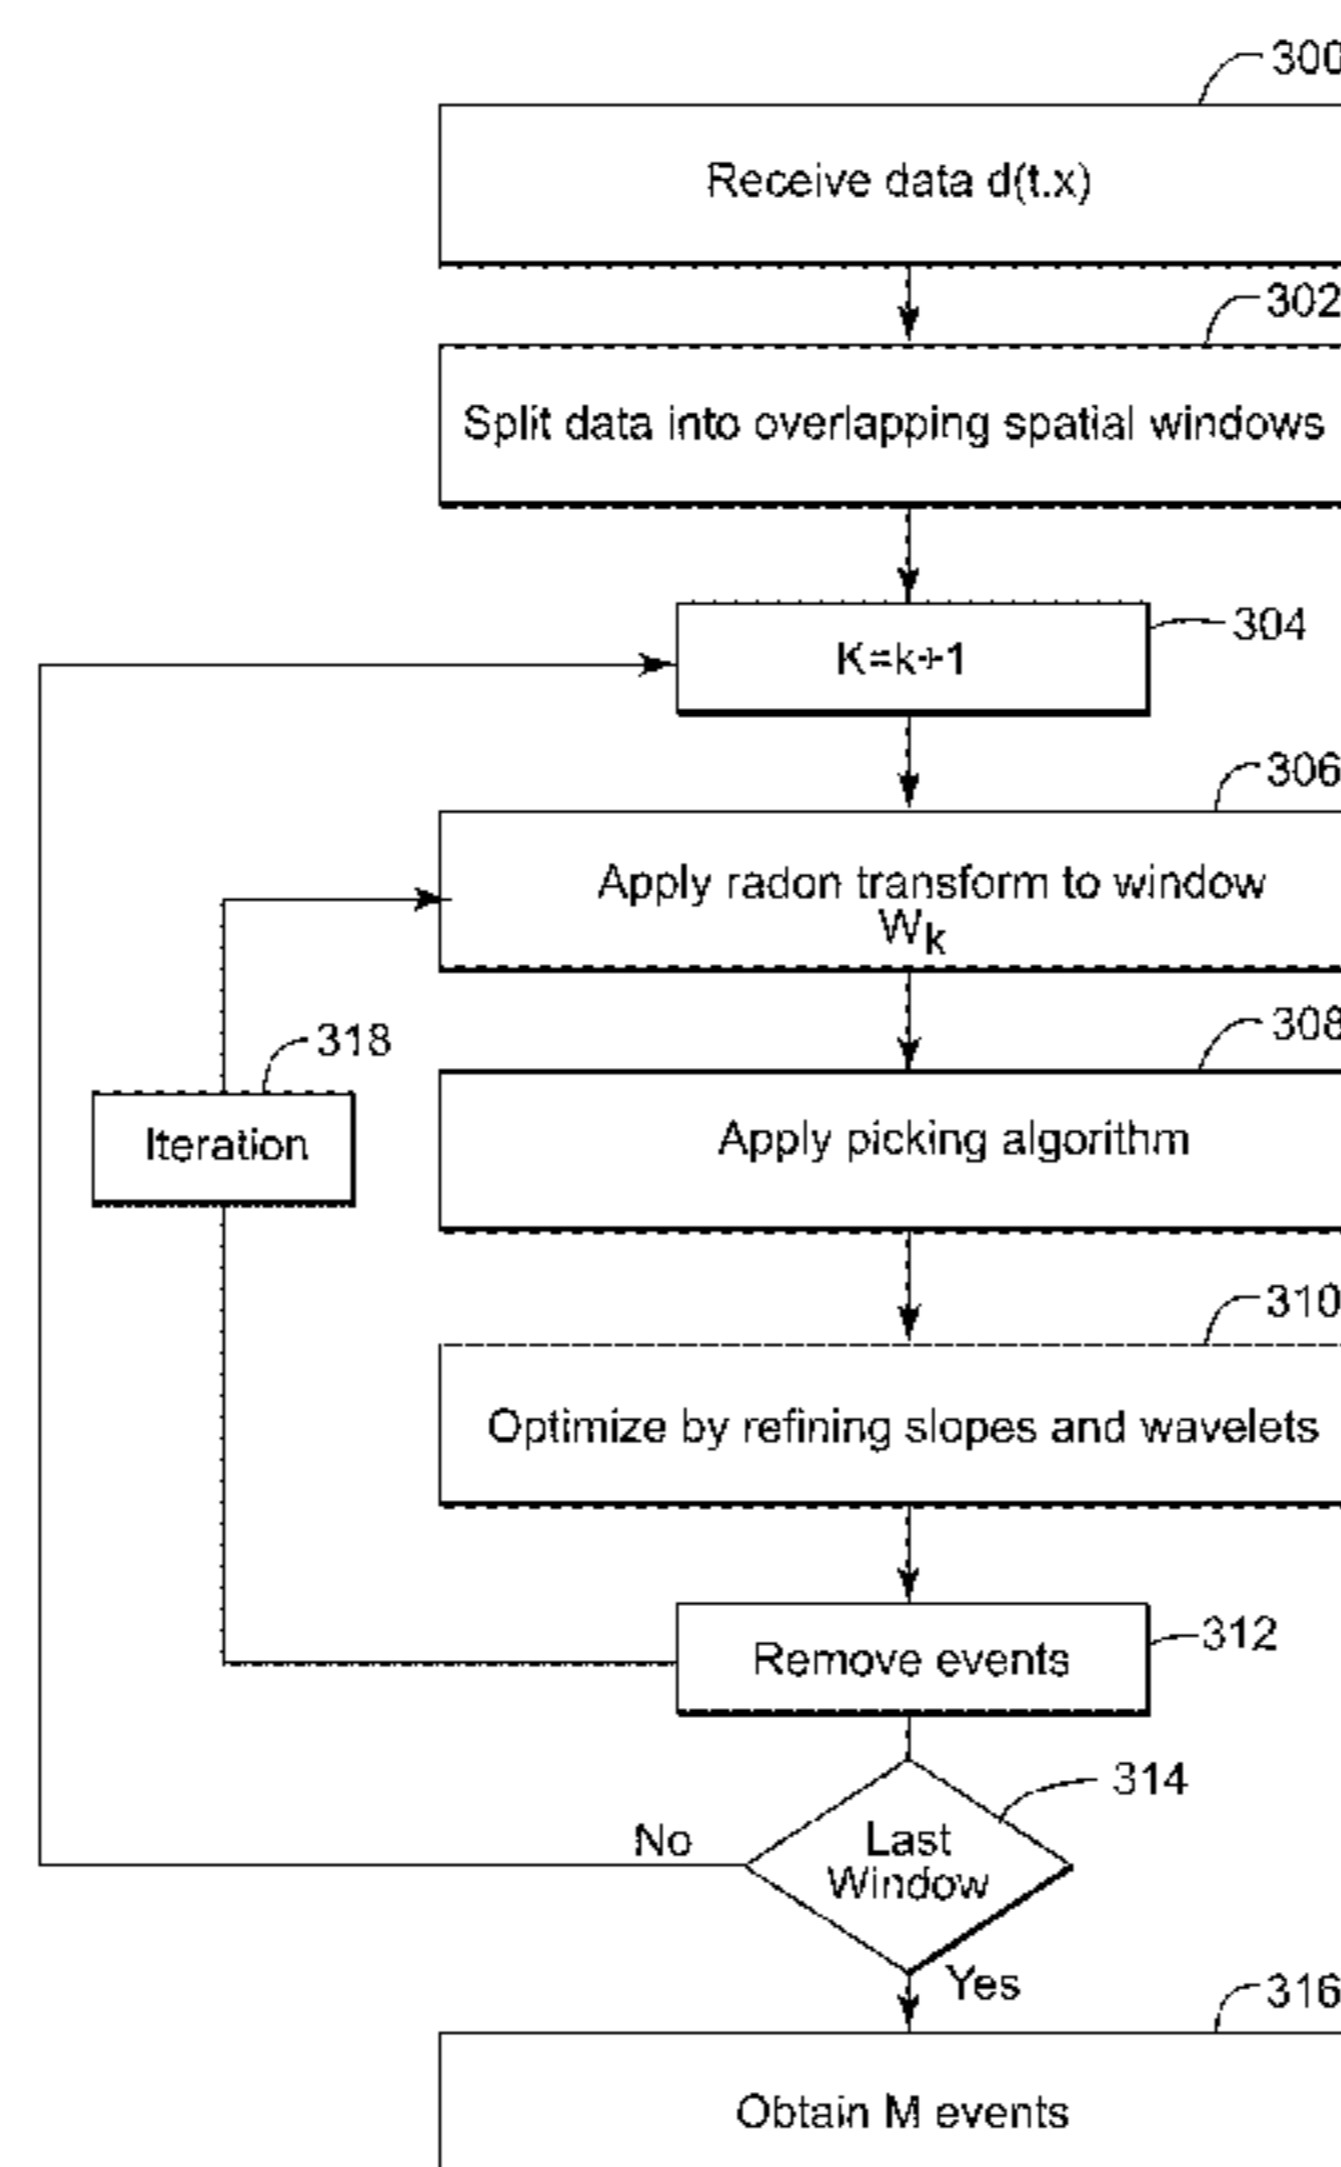 300
Receive data d(t.x)
302
Split data into overlapping spatial windows
304
K=k+1
306
Apply radon transform to window
Wk
318
308
Iteration
Apply picking algorithm
310
Optimize by refining slopes and wavelets
312
Remove events
314
No
Last
Window
Yes
316
Obtain M events